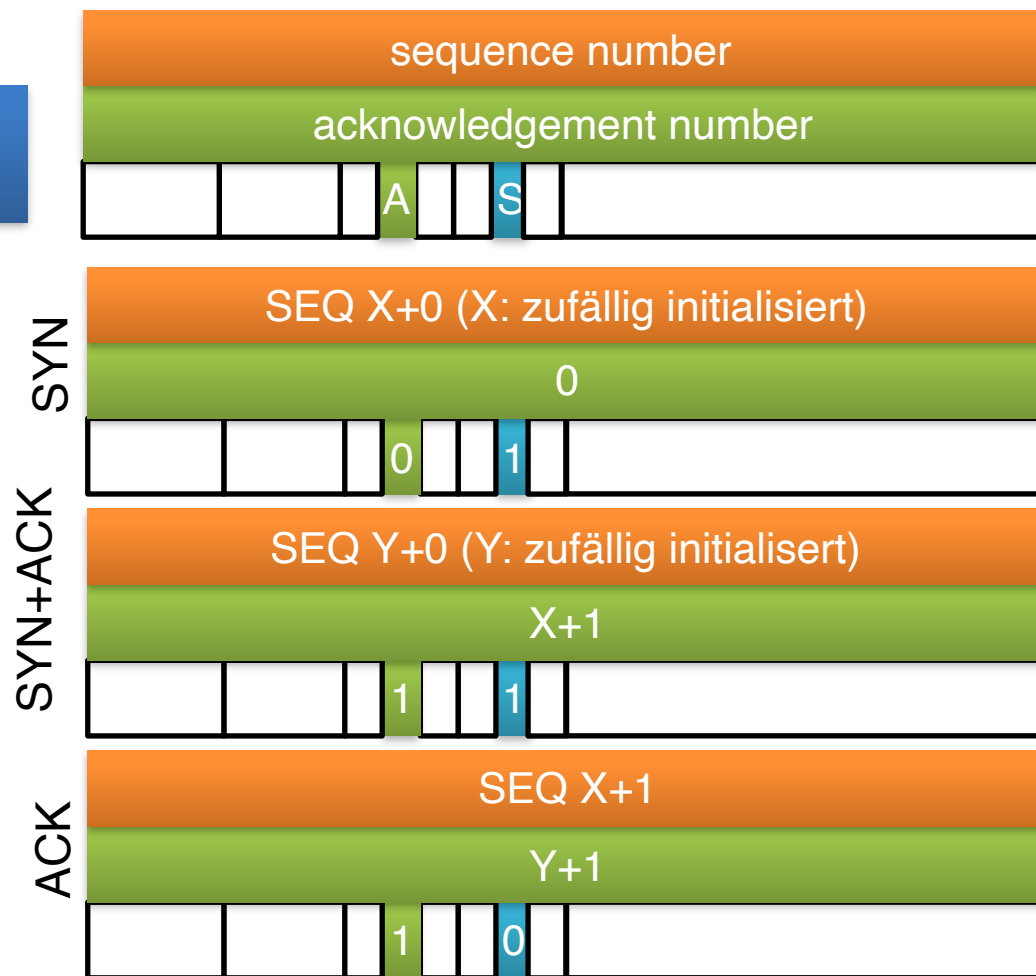 sequence number
acknowledgement number
A S
SYN
SEQ X+0 (X: zufällig initialisiert)
0
0 1
SYN+ACK
SEQ Y+0 (Y: zufällig initialisert)
X+1
1 1
ACK
SEQ X+1
Y+1
1 0